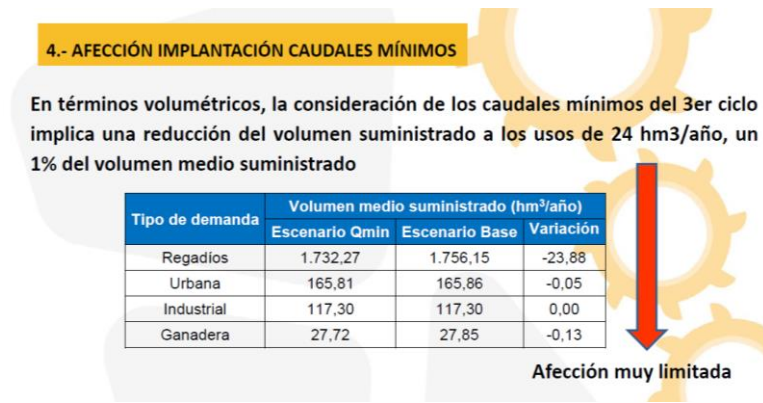 4.- AFECCIÓN IMPLANTACIÓN CAUDALES MÍNIMOS
En términos volumétricos, la consideración de los caudales mínimos del 3er ciclo
implica una reducción del volumen suministrado a los usos de 24 hm3/año, un
1% del volumen medio suministrado
Tipo de demanda Volumen medio suministrado (hm³/año)
Escenario Qmin Escenario Base Variación
Regadíos 1.732,27 1.756,15 -23,88
Urbana 165,81 165,86 -0,05
Industrial 117,30 117,30 0,00
Ganadera 27,72 27,85 -0,13
Afección muy limitada